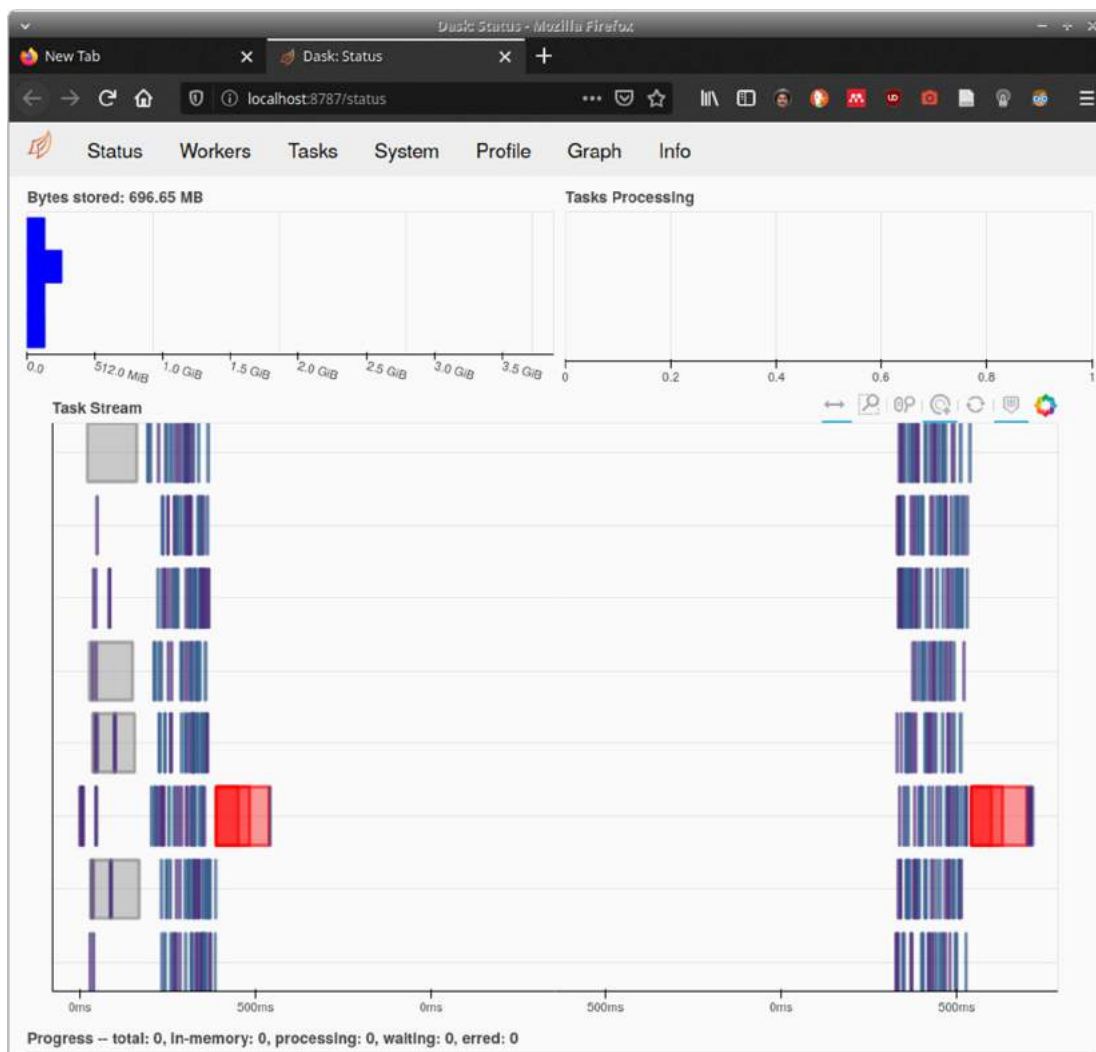 Dask: Status - Mozilla Firefox
New Tab
Dask: Status
localhost:8787/status
Status Workers Tasks System Profile Graph Info
Bytes stored: 696.65 MB
Tasks Processing
0.0 512.0 MiB 1.0 GiB 1.5 GiB 2.0 GiB 2.5 GiB 3.0 GiB 3.5 GiB
0 0.2 0.4 0.6 0.8 1
Task Stream
0ms 500ms 0ms 500ms 0ms 500ms
Progress -- total: 0, in-memory: 0, processing: 0, waiting: 0, erred: 0